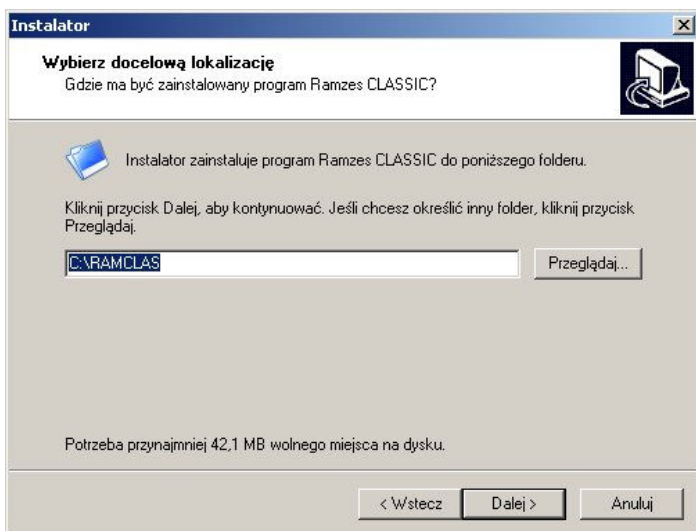 Instalator
Wybierz docelową lokalizację
Gdzie ma być zainstalowany program Ramzes CLASSIC?
Instalator zainstaluje program Ramzes CLASSIC do poniższego folderu.
Kliknij przycisk Dalej, aby kontynuować. Jeśli chcesz określić inny folder, kliknij przycisk
Przeglądaj.
C:\RAMCLAS
Przeglądaj...
Potrzeba przynajmniej 42,1 MB wolnego miejsca na dysku.
< Wstecz
Dalej >
Anuluj